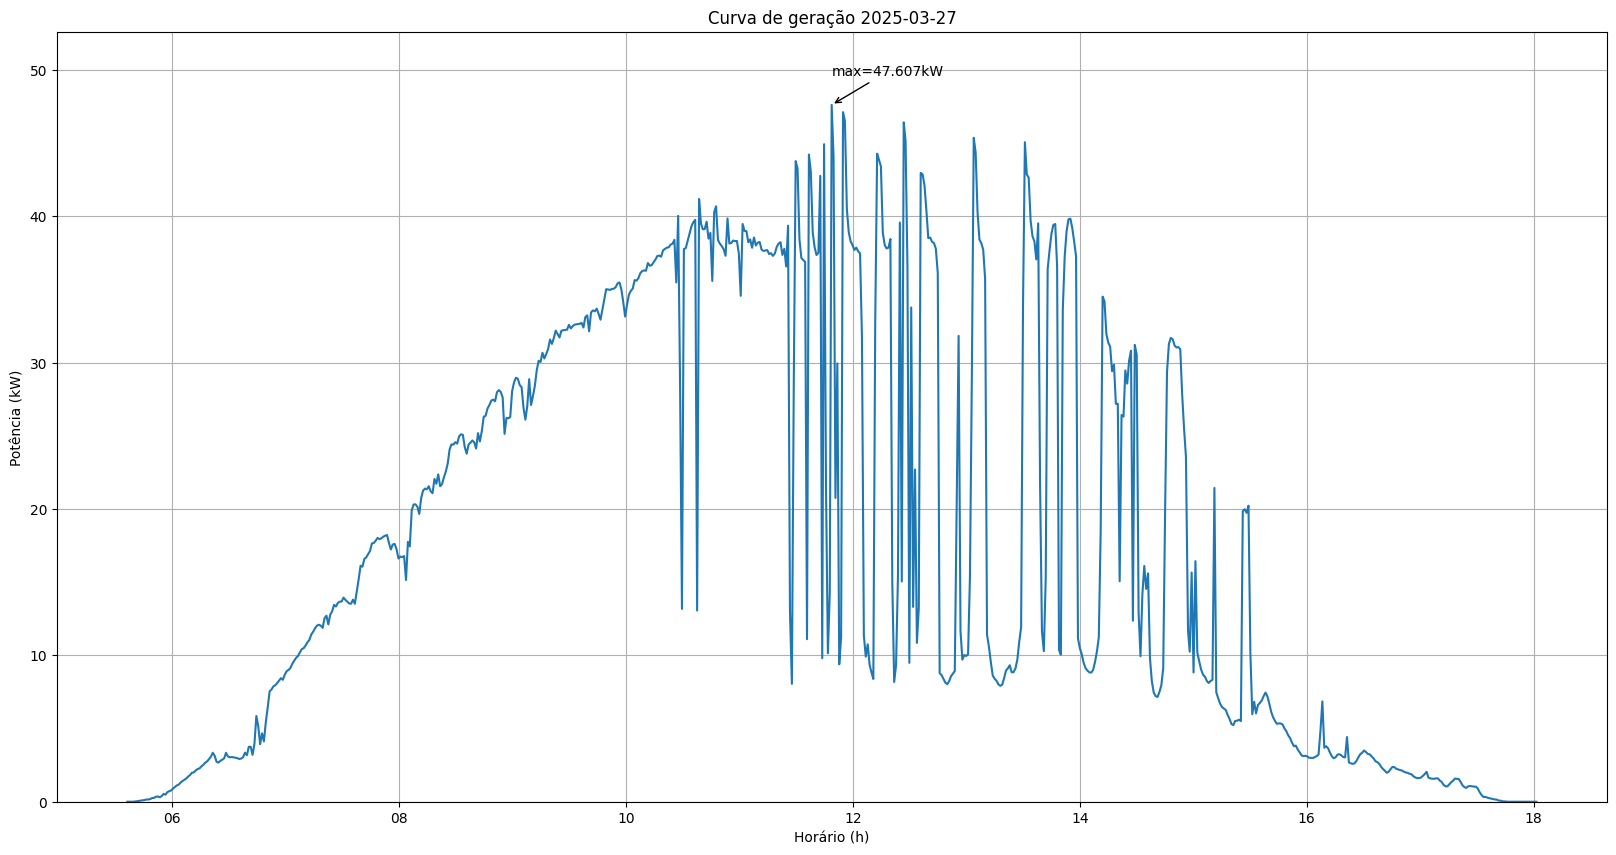 Curva de geração 2025-03-27
max=47.607kW
Potência (kW)
50
40
30
20
10
0
06 08 10 12 14 16 18
Horário (h)